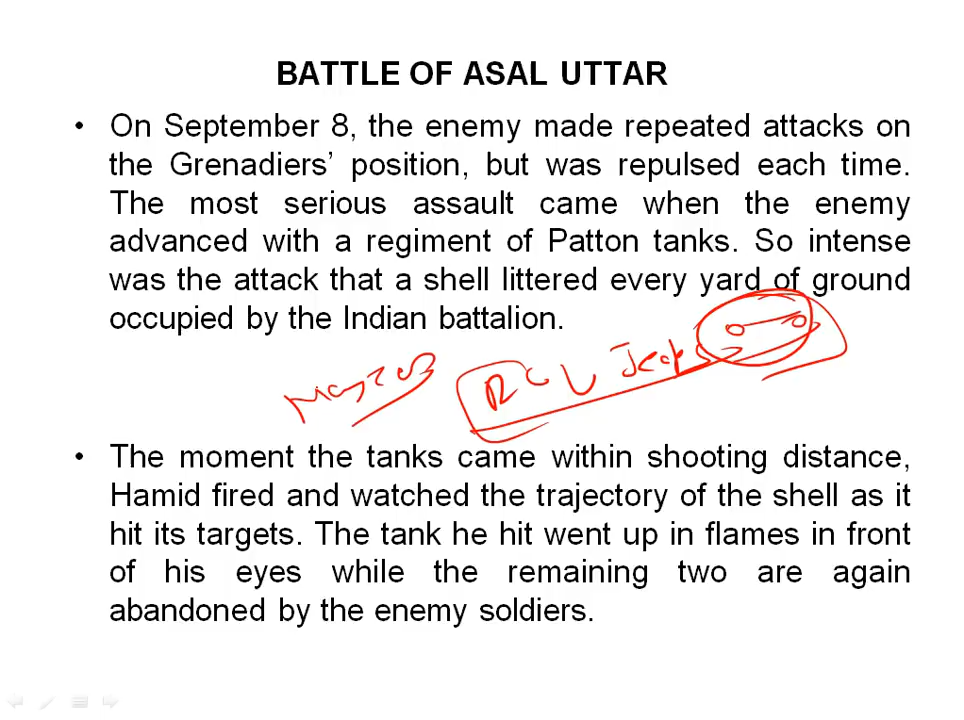 BATTLE OF ASAL UTTAR
• On September 8, the enemy made repeated attacks on
the Grenadiers’ position, but was repulsed each time.
The most serious assault came when the enemy
advanced with a regiment of Patton tanks. So intense
was the attack that a shell littered every yard of ground
occupied by the Indian battalion.
RCL Jeeps
• The moment the tanks came within shooting distance,
Hamid fired and watched the trajectory of the shell as it
hit its targets. The tank he hit went up in flames in front
of his eyes while the remaining two are again
abandoned by the enemy soldiers.